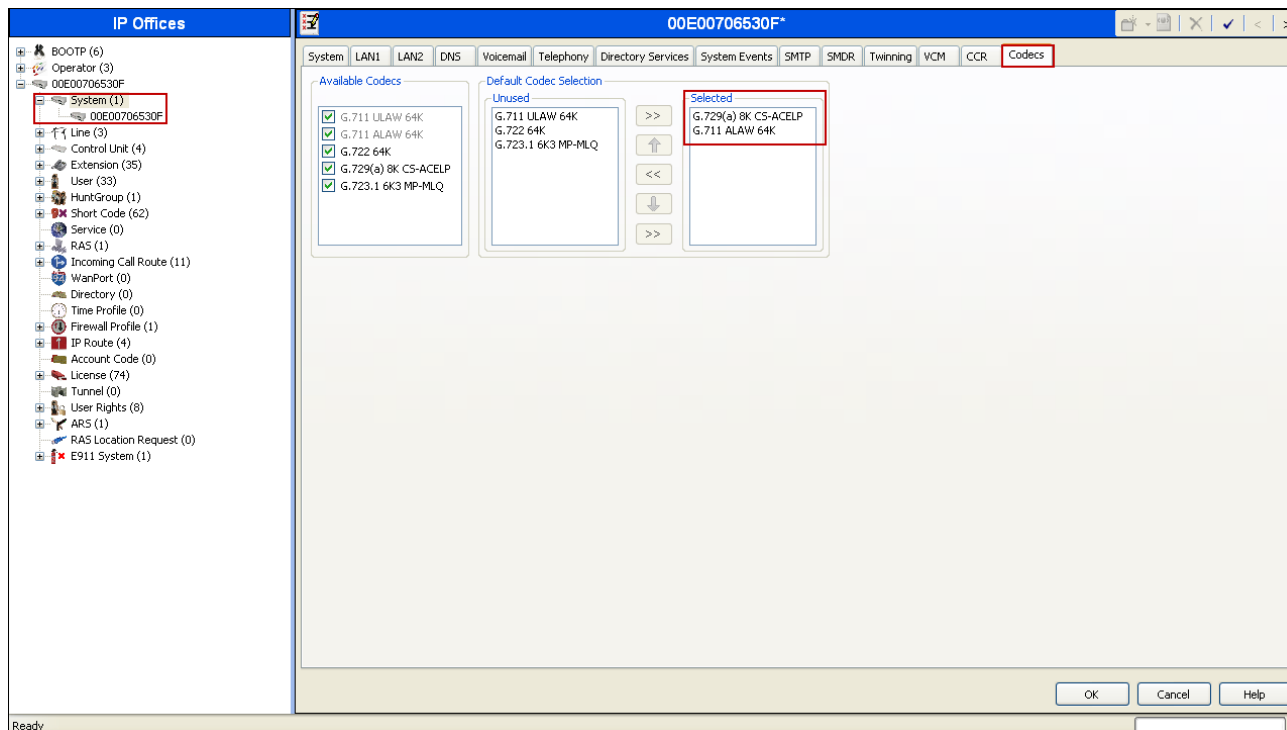 IP Offices
BOOTP (6)
Operator (3)
00E00706530F
System (1)
00E00706530F
Line (3)
Control Unit (4)
Extension (35)
User (33)
HuntGroup (1)
Short Code (62)
Service (0)
RAS (1)
Incoming Call Route (11)
WanPort (0)
Directory (0)
Time Profile (0)
Firewall Profile (1)
IP Route (4)
Account Code (0)
License (74)
Tunnel (0)
User Rights (8)
ARS (1)
RAS Location Request (0)
E911 System (1)
00E00706530F*
System LAN1 LAN2 DNS Voicemail Telephony Directory Services System Events SMTP SMDR Twinning VCM CCR Codecs
Available Codecs
G.711 ULAW 64K
G.711 ALAW 64K
G.722 64K
G.729(a) 8K CS-ACELP
G.723.1 6K3 MP-MLQ
Default Codec Selection
Unused
G.711 ULAW 64K
G.722 64K
G.723.1 6K3 MP-MLQ
>>
<<
>>
Selected
G.729(a) 8K CS-ACELP
G.711 ALAW 64K
OK Cancel Help
Ready